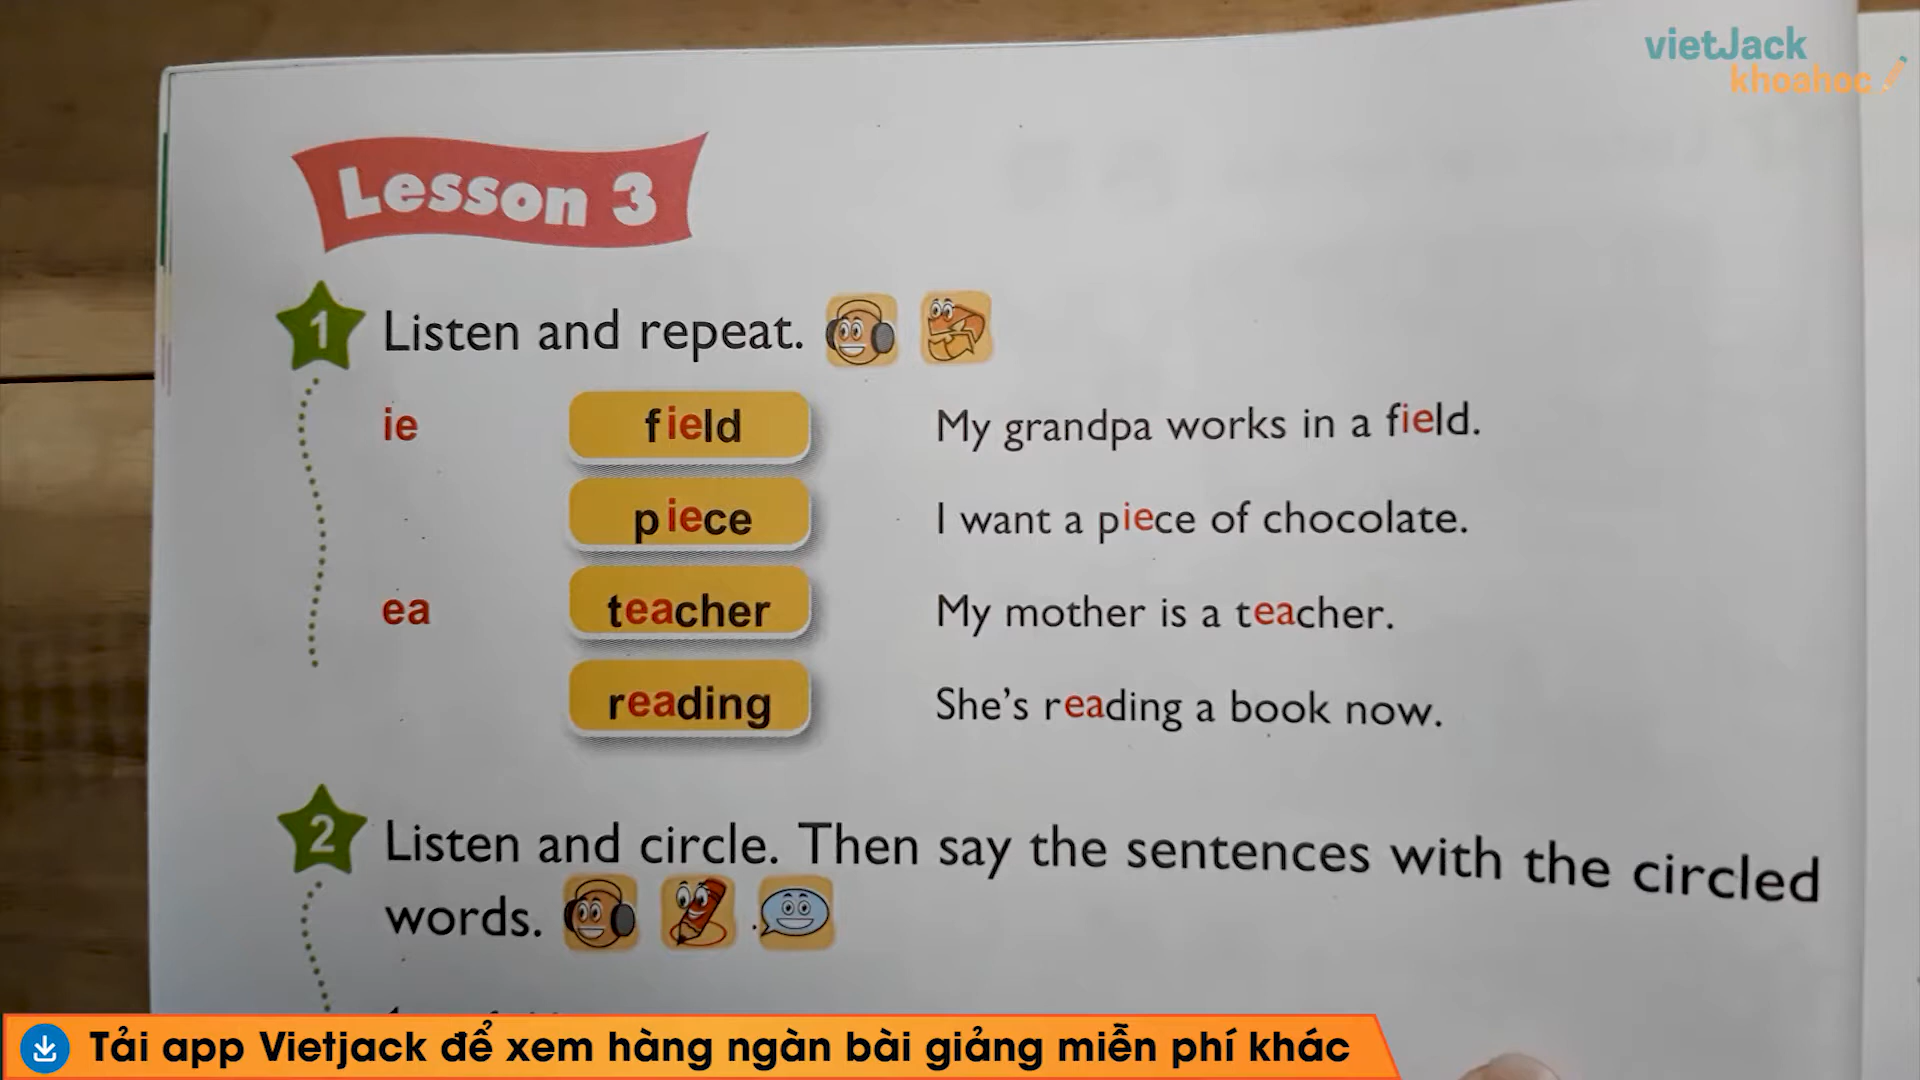 vietJack
khoahoc
Lesson 3
1 Listen and repeat.
ie field My grandpa works in a field.
piece I want a piece of chocolate.
ea teacher My mother is a teacher.
reading She's reading a book now.
2 Listen and circle. Then say the sentences with the circled
words.
Tải app Vietjack để xem hàng ngàn bài giảng miễn phí khác